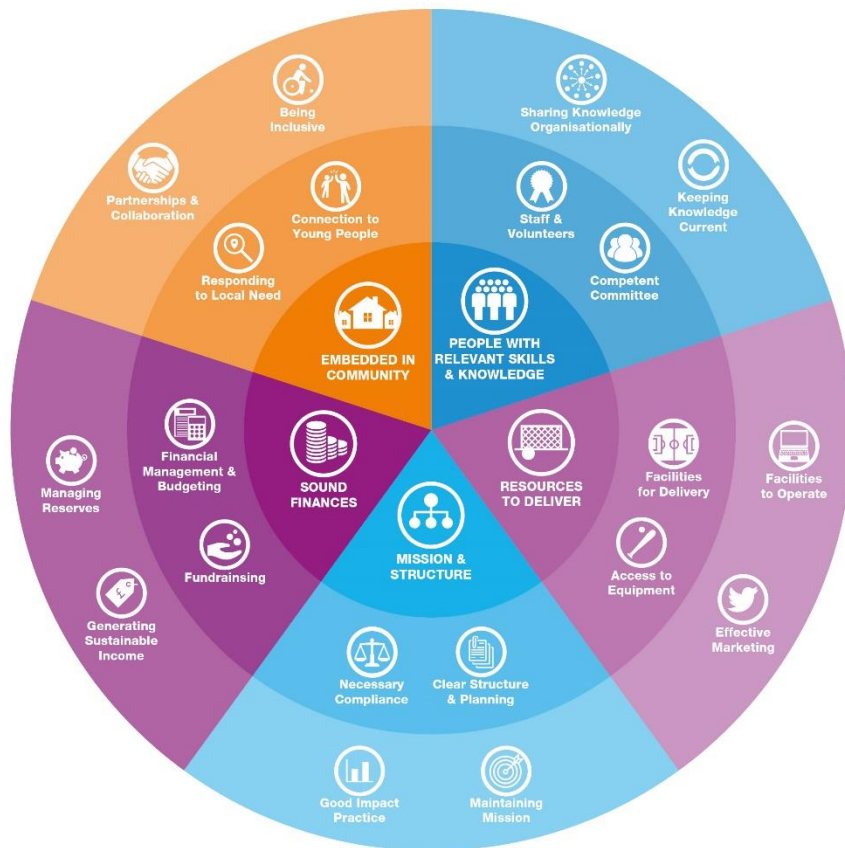 Being
Inclusive
Partnerships &
Collaboration
Connection to
Young People
Responding
to Local Need
EMBEDDED IN
COMMUNITY
Sharing Knowledge
Organisationally
Keeping
Knowledge
Current
Staff &
Volunteers
Competent
Committee
PEOPLE WITH
RELEVANT SKILLS
& KNOWLEDGE
Managing
Reserves
Generating
Sustainable
Income
Financial
Management &
Budgeting
Fundrainsing
SOUND
FINANCES
RESOURCES
TO DELIVER
Facilities
for Delivery
Access to
Equipment
Facilities
to Operate
Effective
Marketing
MISSION &
STRUCTURE
Necessary
Compliance
Clear Structure
& Planning
Good Impact
Practice
Maintaining
Mission
£